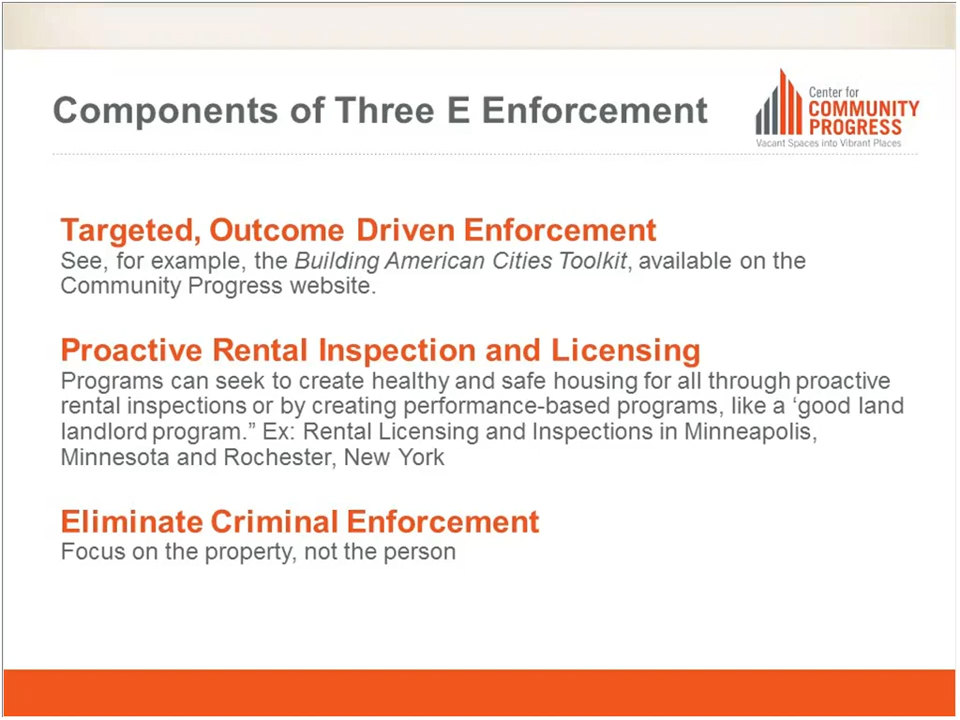 Components of Three E Enforcement
Center for
COMMUNITY
PROGRESS
Vacant Spaces into Vibrant Places
Targeted, Outcome Driven Enforcement
See, for example, the Building American Cities Toolkit, available on the
Community Progress website.
Proactive Rental Inspection and Licensing
Programs can seek to create healthy and safe housing for all through proactive
rental inspections or by creating performance-based programs, like a ‘good land
landlord program.” Ex: Rental Licensing and Inspections in Minneapolis,
Minnesota and Rochester, New York
Eliminate Criminal Enforcement
Focus on the property, not the person